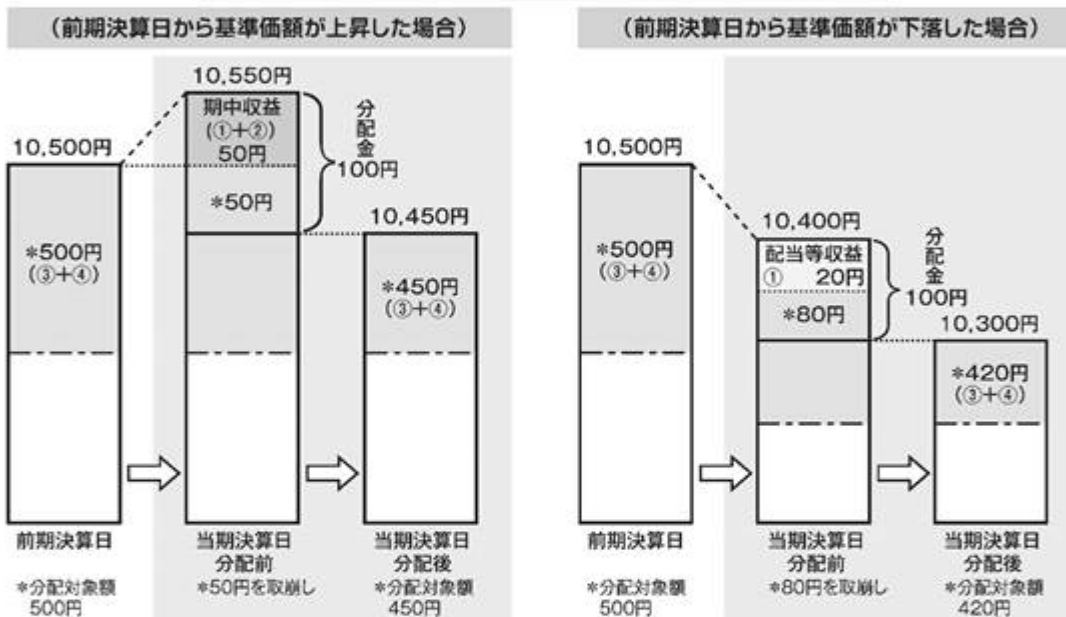 (前期決算日から基準価額が上昇した場合)
10,550円
期中収益
(①+②)
50円
*50円
分配金
100円
10,500円
*500円
(③+④)
10,450円
*450円
(③+④)
前期決算日
当期決算日
分配前
当期決算日
分配後
*分配対象額
500円
*50円を取崩し
*分配対象額
450円
(前期決算日から基準価額が下落した場合)
10,500円
*500円
(③+④)
10,400円
配当等収益
① 20円
*80円
分配金
100円
10,300円
*420円
(③+④)
前期決算日
当期決算日
分配前
当期決算日
分配後
*分配対象額
500円
*80円を取崩し
*分配対象額
420円